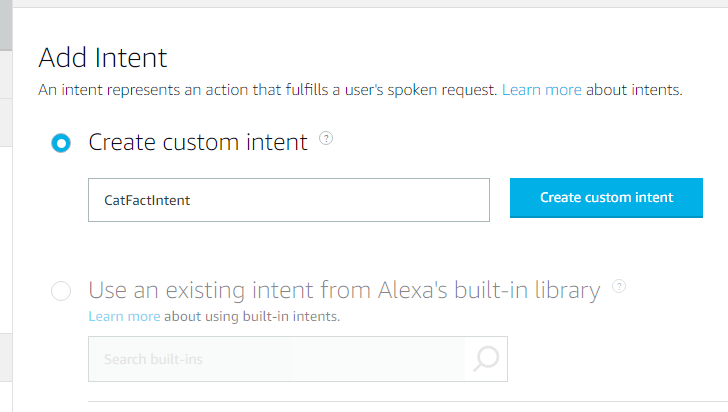 Add Intent
An intent represents an action that fulfills a user's spoken request. Learn more about intents.
Create custom intent ?
CatFactIntent
Create custom intent
Use an existing intent from Alexa's built-in library ?
Learn more about using built-in intents.
Search built-ins